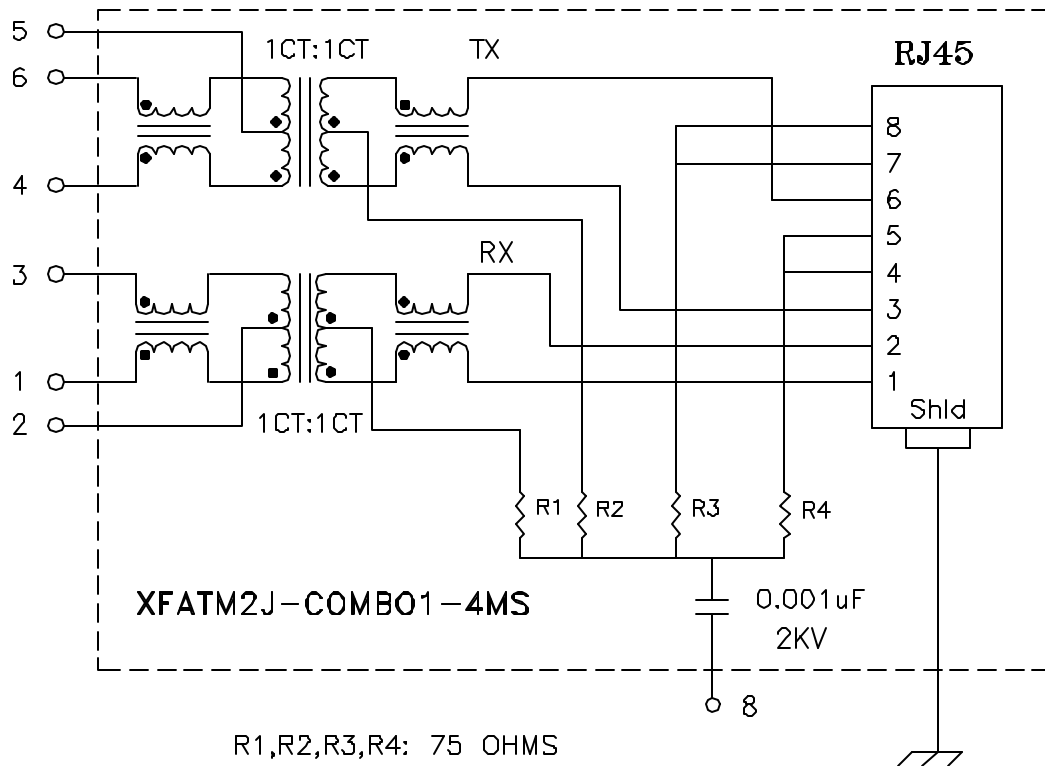 5
1CT:1CT
TX
RJ45
6
8
7
4
6
5
3
RX
4
3
2
1
1
2
1CT:1CT
Shld
R1
R2
R3
R4
XFATM2J-COMBO1-4MS
0.001uF
2KV
8
R1,R2,R3,R4: 75 OHMS